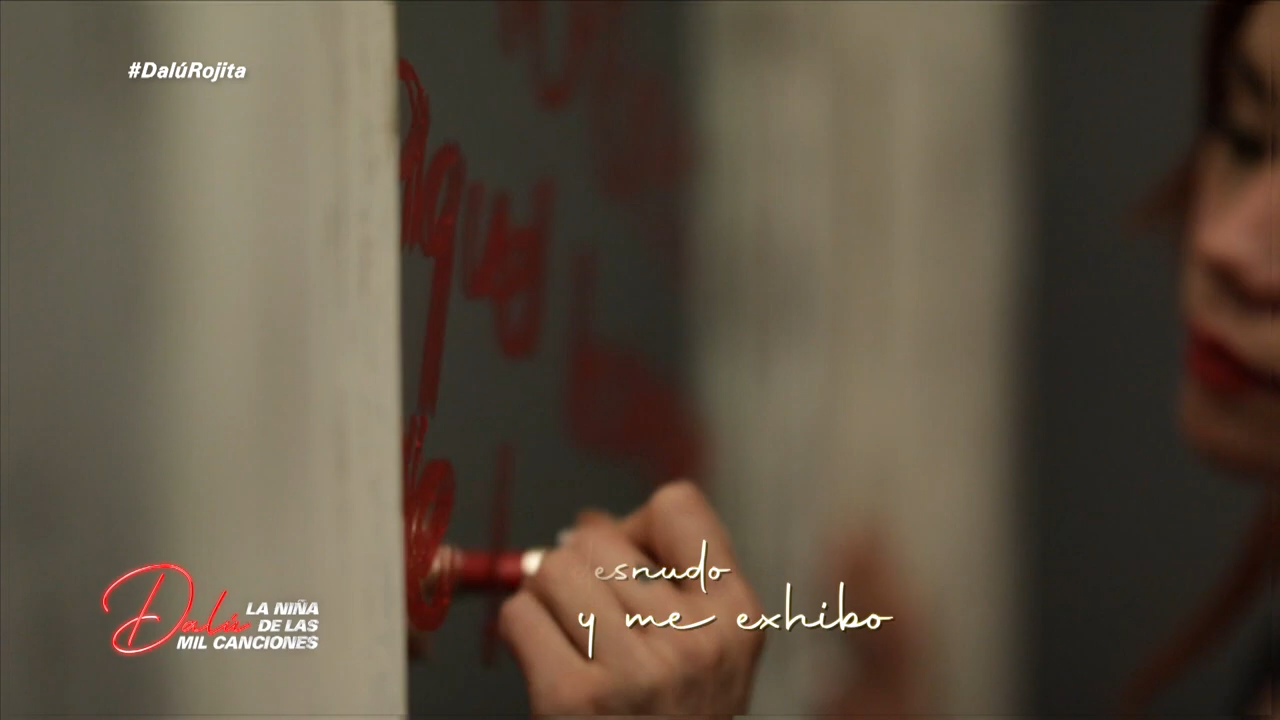 #DalúRojita
esnudo
y me exhibo
Dalú
LA NIÑA
DE LAS
MIL CANCIONES